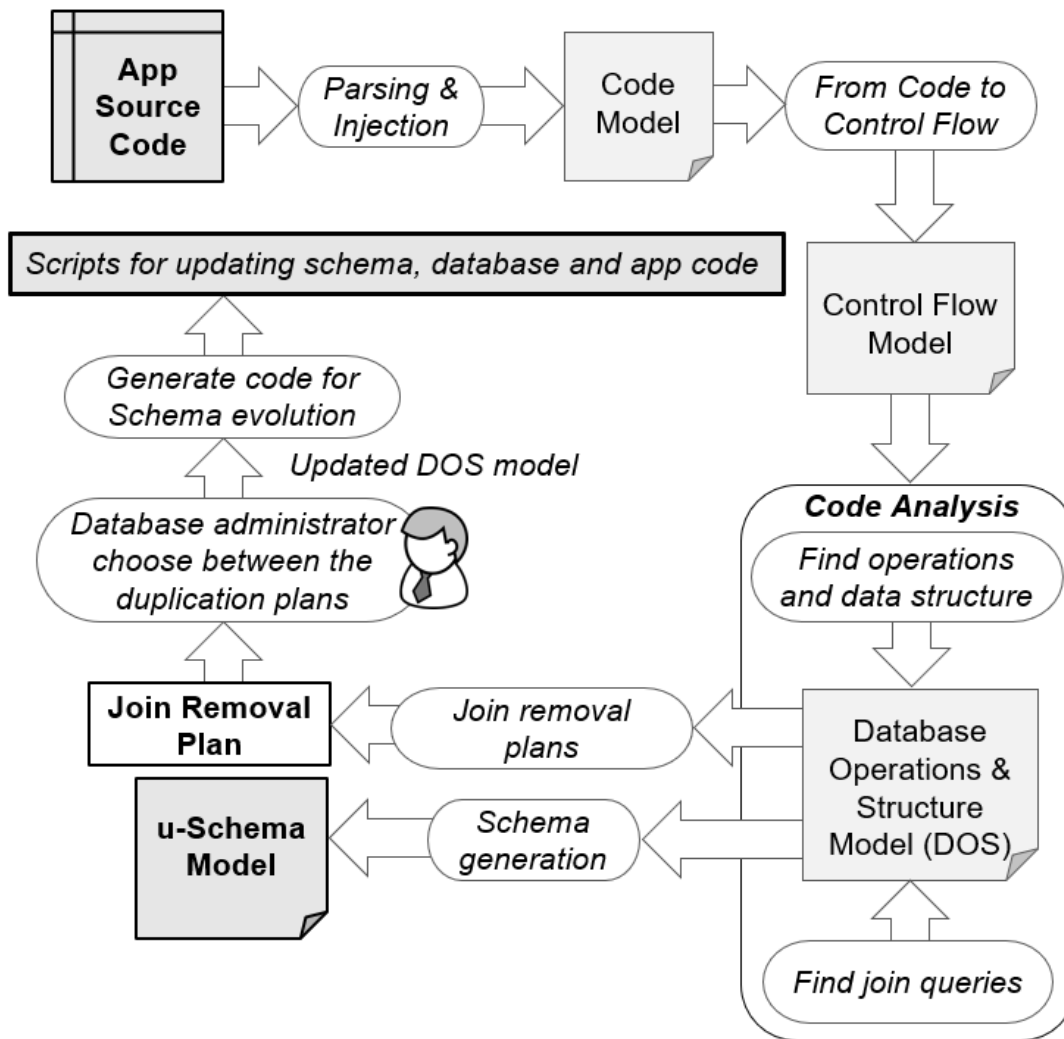 App
Source
Code
Parsing &
Injection
Code
Model
From Code to
Control Flow
Scripts for updating schema, database and app code
Control Flow
Model
Generate code for
Schema evolution
Updated DOS model
Database administrator
choose between the
duplication plans
Code Analysis
Find operations
and data structure
Join Removal
Plan
Join removal
plans
Database
Operations &
Structure
Model (DOS)
u-Schema
Model
Schema
generation
Find join queries